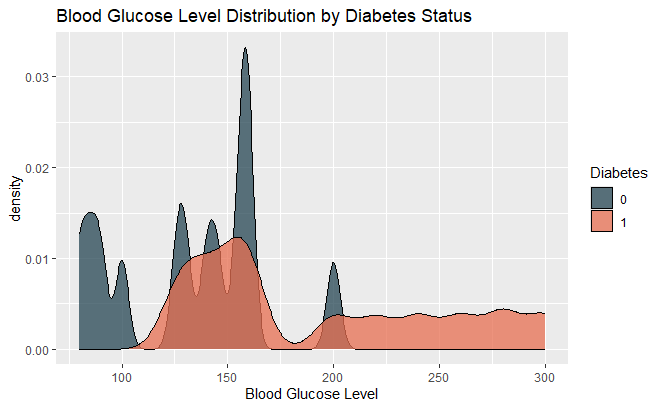 Blood Glucose Level Distribution by Diabetes Status
density
0.03
0.02
0.01
0.00
100
150
200
250
300
Blood Glucose Level
Diabetes
0
1